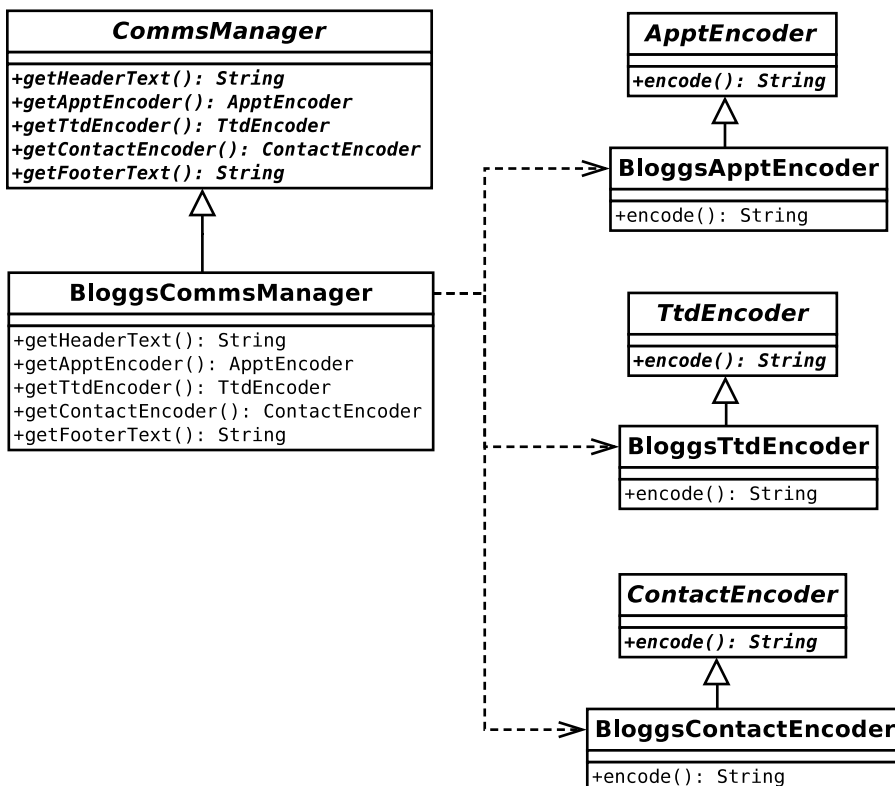 CommsManager
+getHeaderText(): String
+getApptEncoder(): ApptEncoder
+getTtdEncoder(): TtdEncoder
+getContactEncoder(): ContactEncoder
+getFooterText(): String
BloggsCommsManager
+getHeaderText(): String
+getApptEncoder(): ApptEncoder
+getTtdEncoder(): TtdEncoder
+getContactEncoder(): ContactEncoder
+getFooterText(): String
ApptEncoder
+encode(): String
BloggsApptEncoder
+encode(): String
TtdEncoder
+encode(): String
BloggsTtdEncoder
+encode(): String
ContactEncoder
+encode(): String
BloggsContactEncoder
+encode(): String